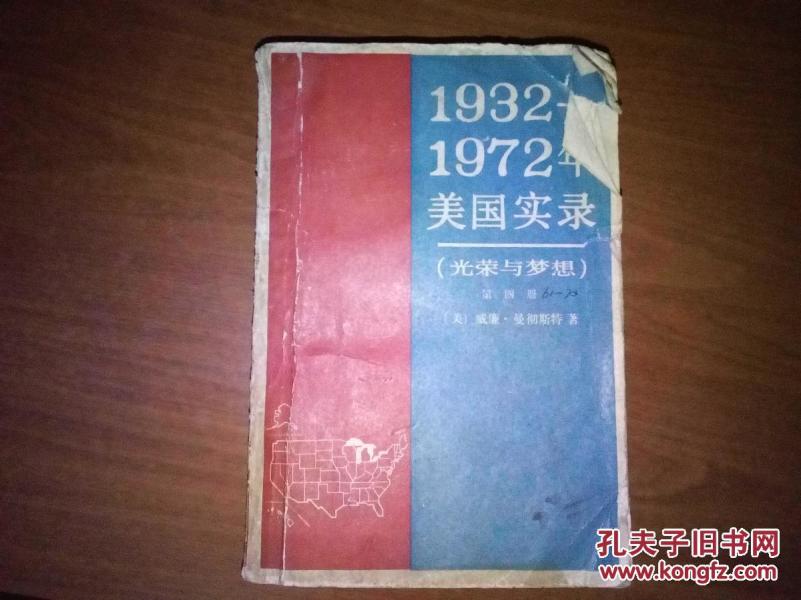 1932-
1972年
美国实录
(光荣与梦想)
第四册 61-70
〔美〕威廉·曼彻斯特 著
孔夫子旧书网
www.kongfz.com